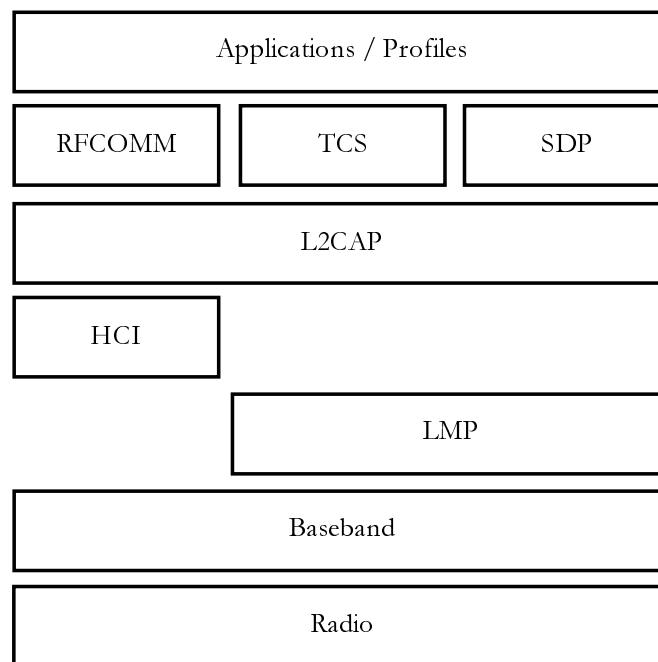 Applications / Profiles
RFCOMM TCS SDP
L2CAP
HCI
LMP
Baseband
Radio